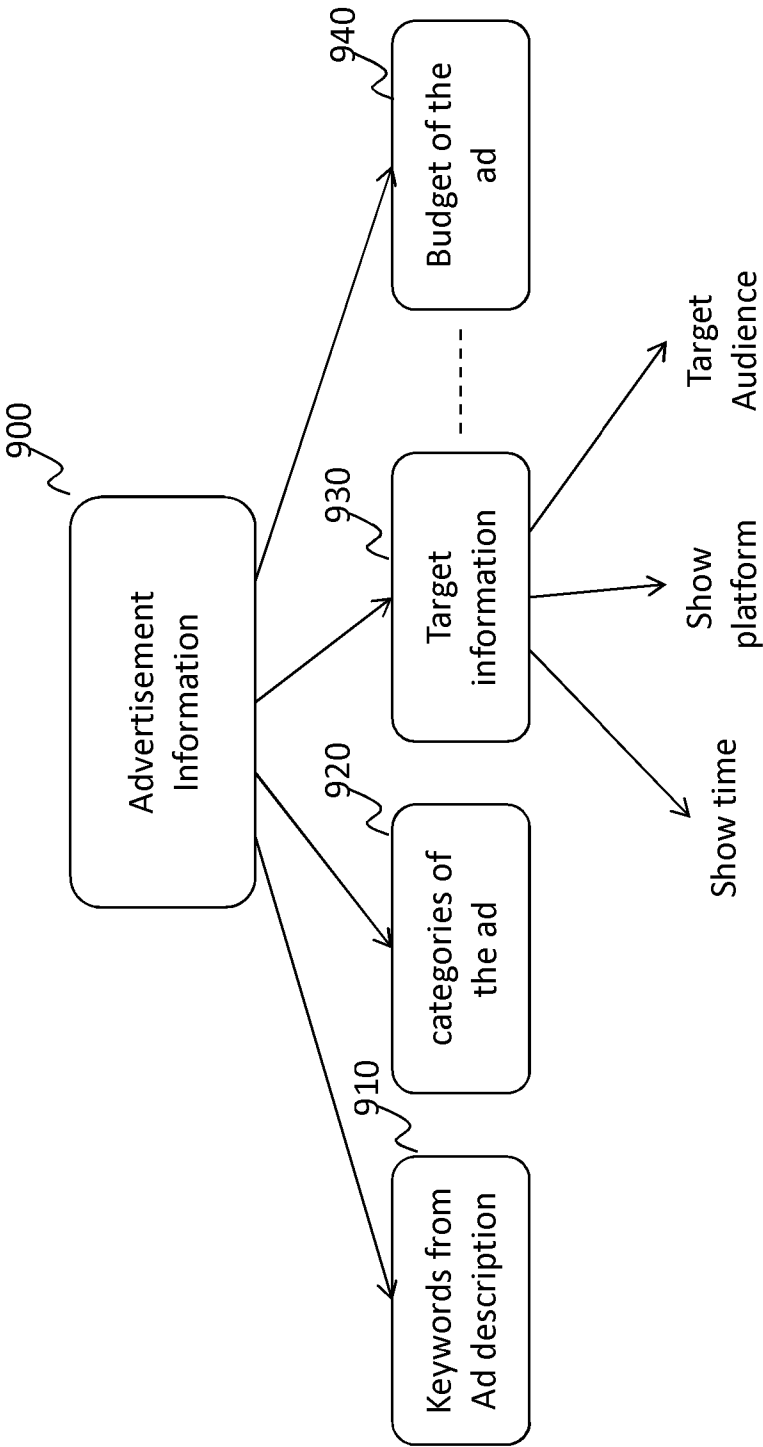 900
Advertisement
Information
910
Keywords from
Ad description
920
categories of
the ad
930
Target
information
940
Budget of the
ad
Show time
Show
platform
Target
Audience